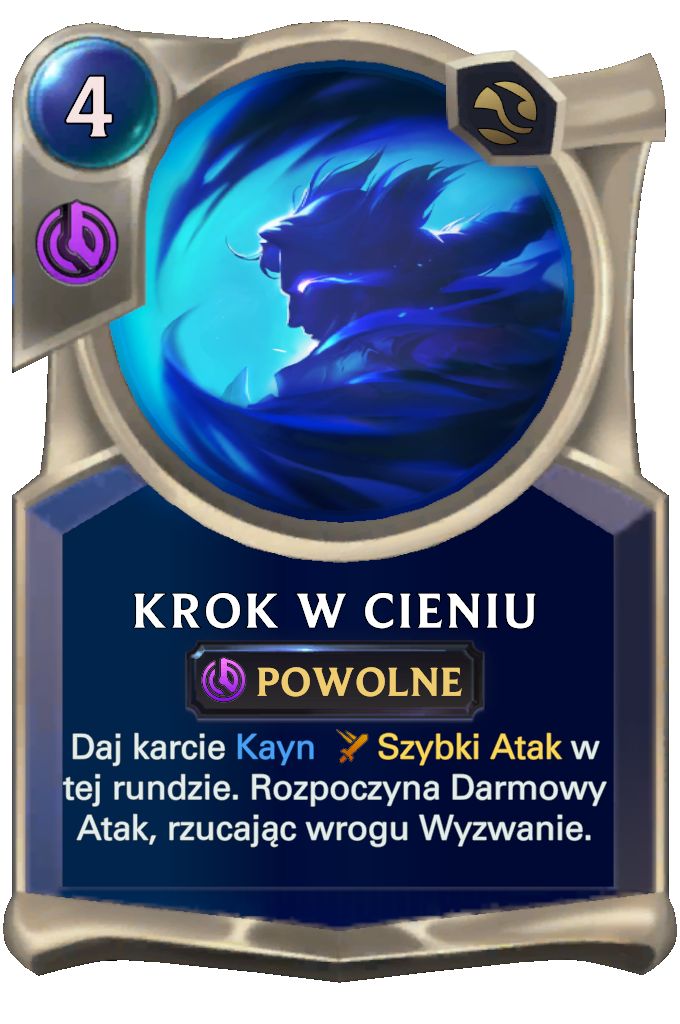 4
KROK W CIENIU
POWOLNE
Daj karcie Kayn Szybki Atak w
tej rundzie. Rozpoczyna Darmowy
Atak, rzucając wrogu Wyzwanie.